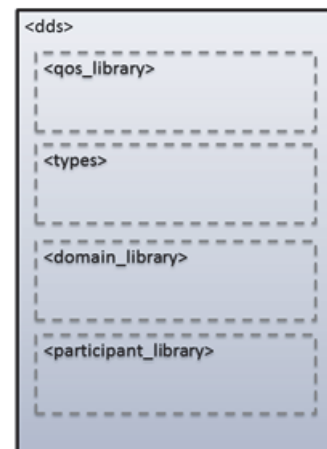 <dds>
<qos_library>
<types>
<domain_library>
<participant_library>